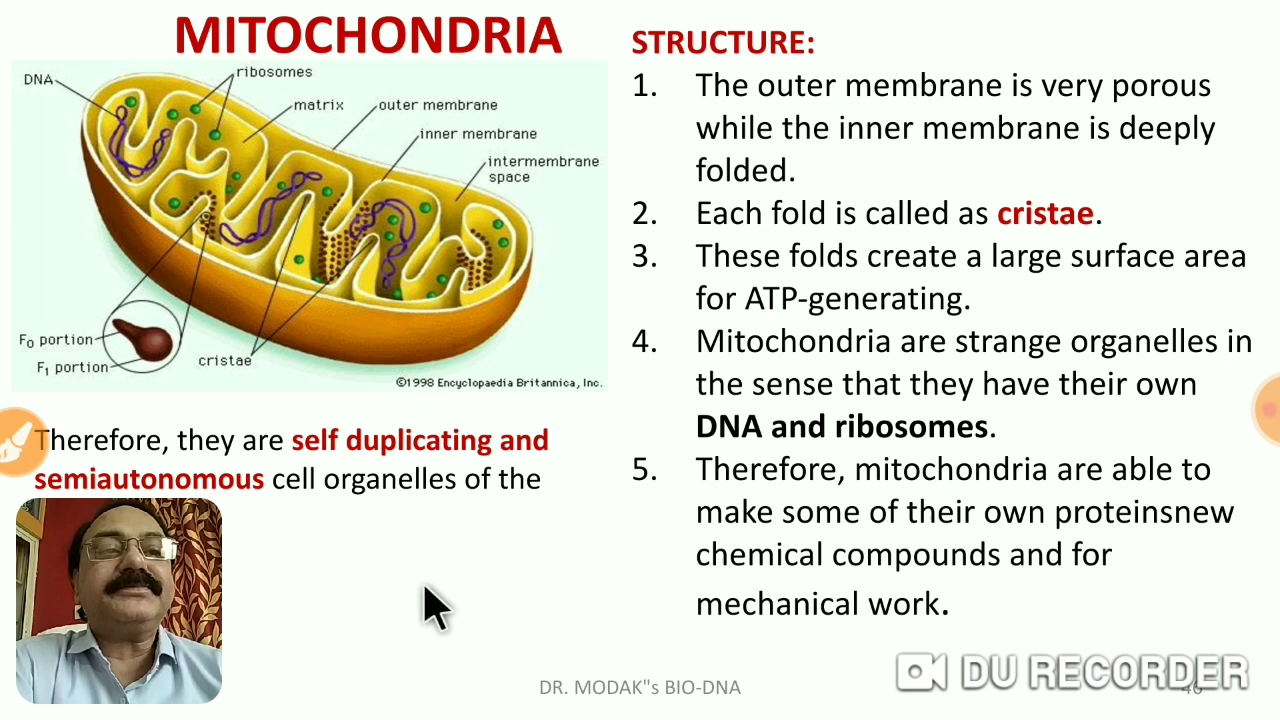 MITOCHONDRIA
DNA
ribosomes
matrix
outer membrane
inner membrane
intermembrane
space
F0 portion
F1 portion
cristae
©1998 Encyclopaedia Britannica, Inc.
Therefore, they are self duplicating and
semiautonomous cell organelles of the
STRUCTURE:
1. The outer membrane is very porous
while the inner membrane is deeply
folded.
2. Each fold is called as cristae.
3. These folds create a large surface area
for ATP-generating.
4. Mitochondria are strange organelles in
the sense that they have their own
DNA and ribosomes.
5. Therefore, mitochondria are able to
make some of their own proteinsnew
chemical compounds and for
mechanical work.
DR. MODAK"s BIO-DNA
46
DU RECORDER